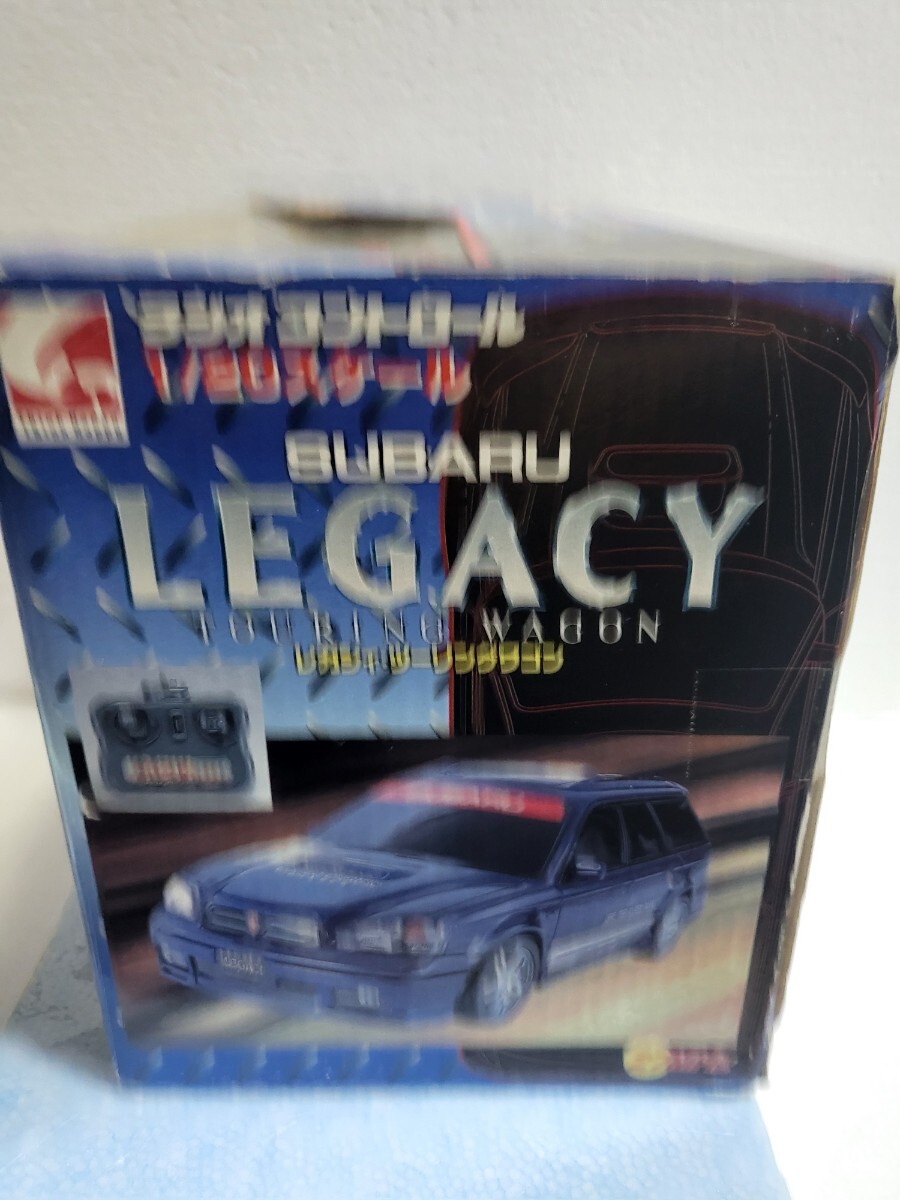 ラジオコントロール
1/20スケール
SUBARU
LEGACY
TOURING WAGON
レガシィ・ツーリングワゴン
SUBARU